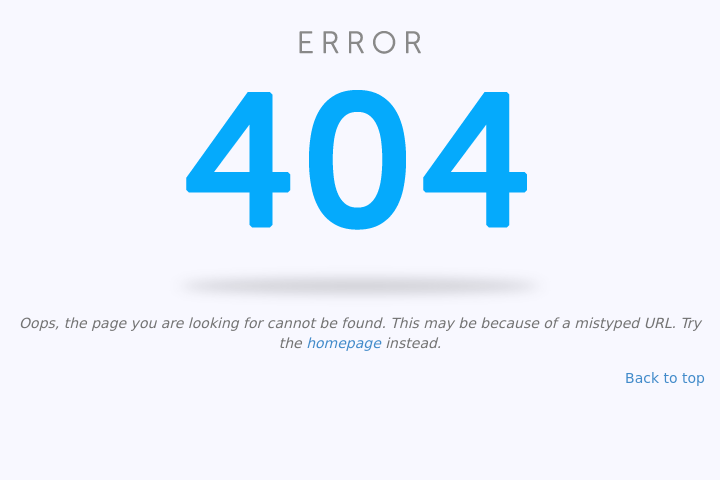 ERROR
404
Oops, the page you are looking for cannot be found. This may be because of a mistyped URL. Try
the homepage instead.
Back to top